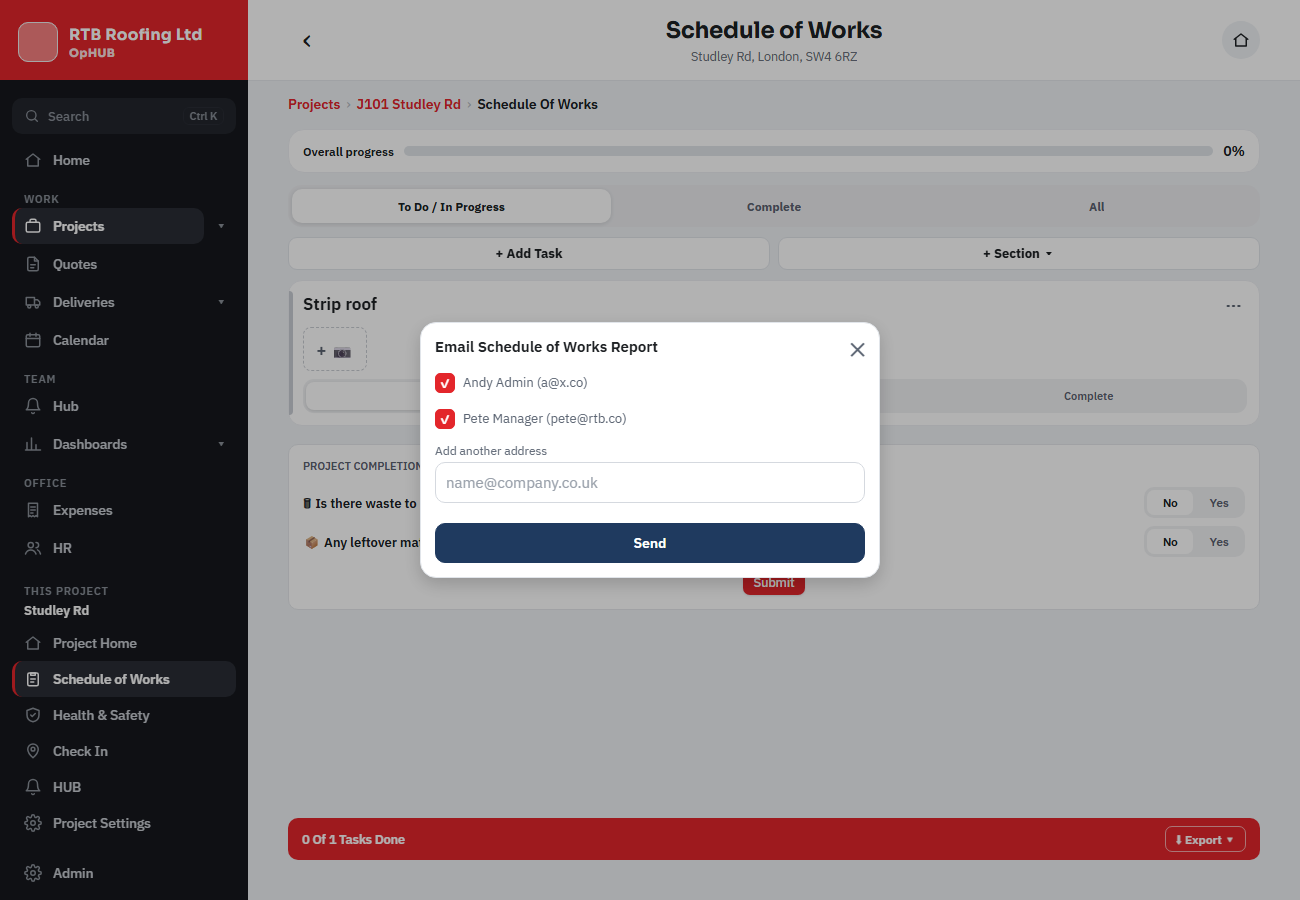 RTB Roofing Ltd
OpHUB
Search
Ctrl K
Home
WORK
Projects
Quotes
Deliveries
Calendar
TEAM
Hub
Dashboards
OFFICE
Expenses
HR
THIS PROJECT
Studley Rd
Project Home
Schedule of Works
Health & Safety
Check In
HUB
Project Settings
Admin
Schedule of Works
Studley Rd, London, SW4 6RZ
Projects › J101 Studley Rd › Schedule Of Works
Overall progress 0%
To Do / In Progress
Complete
All
+ Add Task
+ Section
Strip roof
+
Complete
Email Schedule of Works Report
Andy Admin (a@x.co)
Pete Manager (pete@rtb.co)
Add another address
name@company.co.uk
Send
PROJECT COMPLETION
Is there waste to
No Yes
Any leftover
No Yes
Submit
0 Of 1 Tasks Done
Export